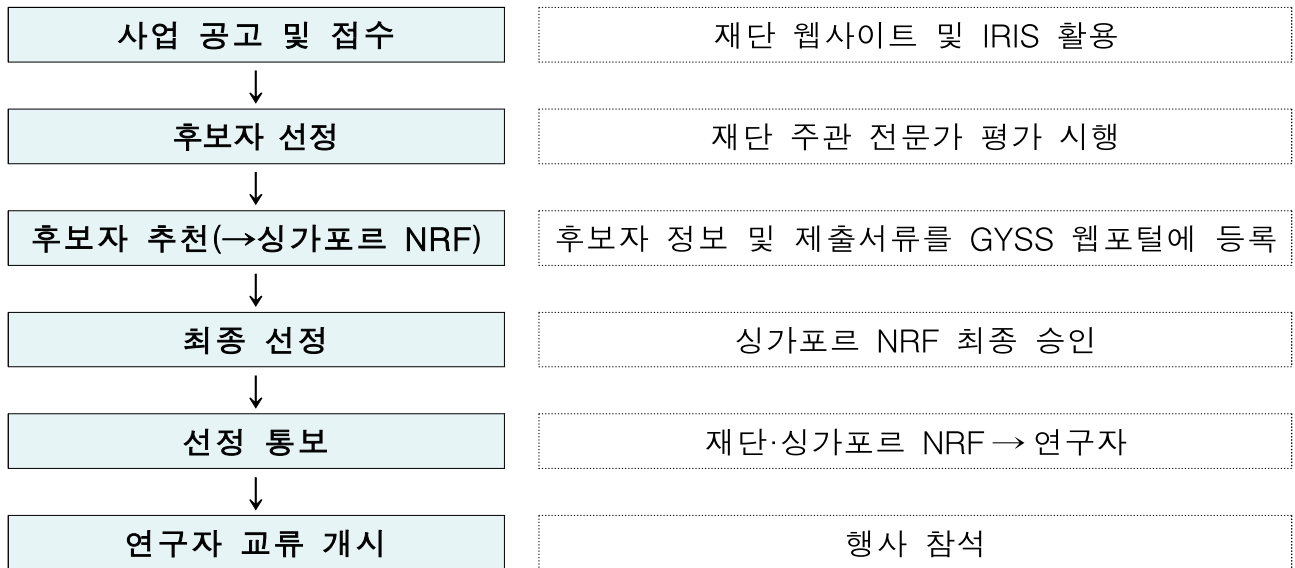 사업 공고 및 접수
재단 웹사이트 및 IRIS 활용
↓
후보자 선정
재단 주관 전문가 평가 시행
↓
후보자 추천(→싱가포르 NRF)
후보자 정보 및 제출서류를 GYSS 웹포털에 등록
↓
최종 선정
싱가포르 NRF 최종 승인
↓
선정 통보
재단·싱가포르 NRF → 연구자
↓
연구자 교류 개시
행사 참석